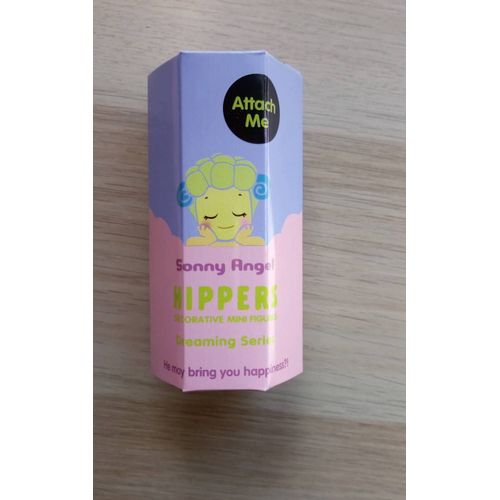 Attach
Me
Sonny Angel
HIPPERS
DECORATIVE MINI FIGURE
Dreaming Series
He may bring you happiness?!